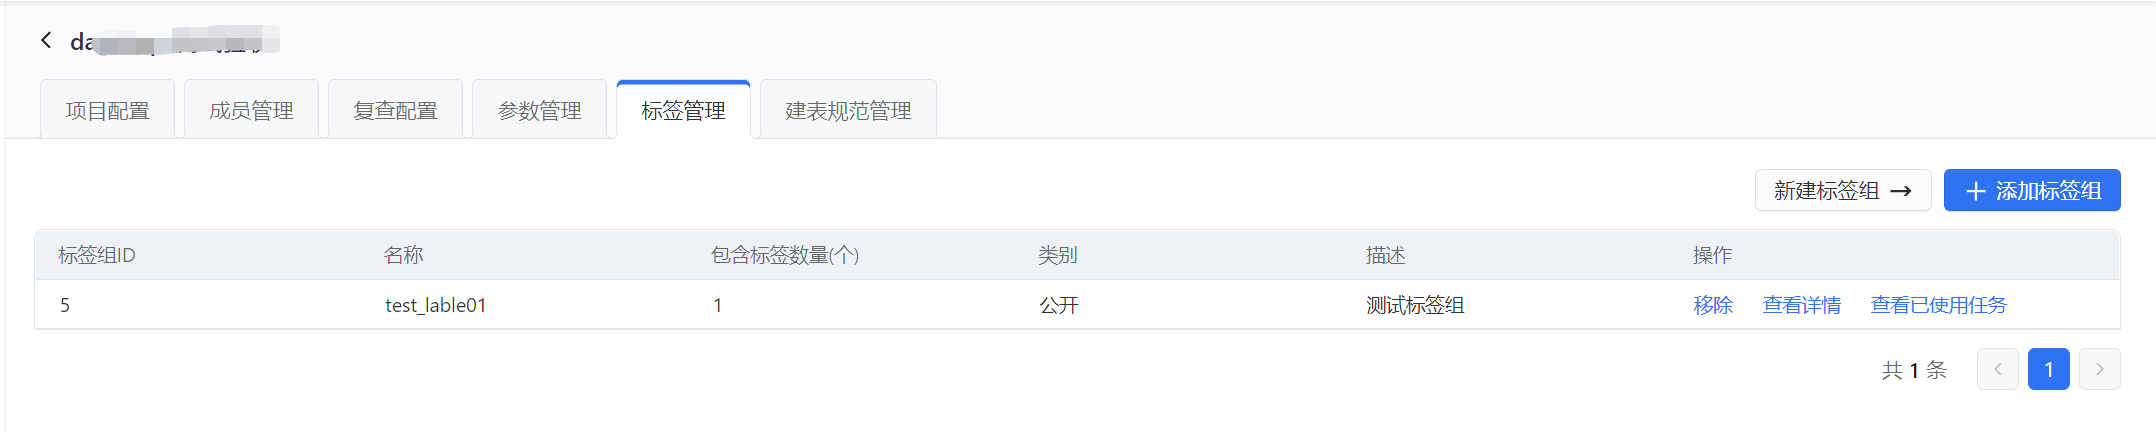 da
项目配置 成员管理 复查配置 参数管理 标签管理 建表规范管理
新建标签组 → + 添加标签组
标签组ID 名称 包含标签数量(个) 类别 描述 操作
5 test_lable01 1 公开 测试标签组 移除 查看详情 查看已使用任务
共 1 条 < 1 >